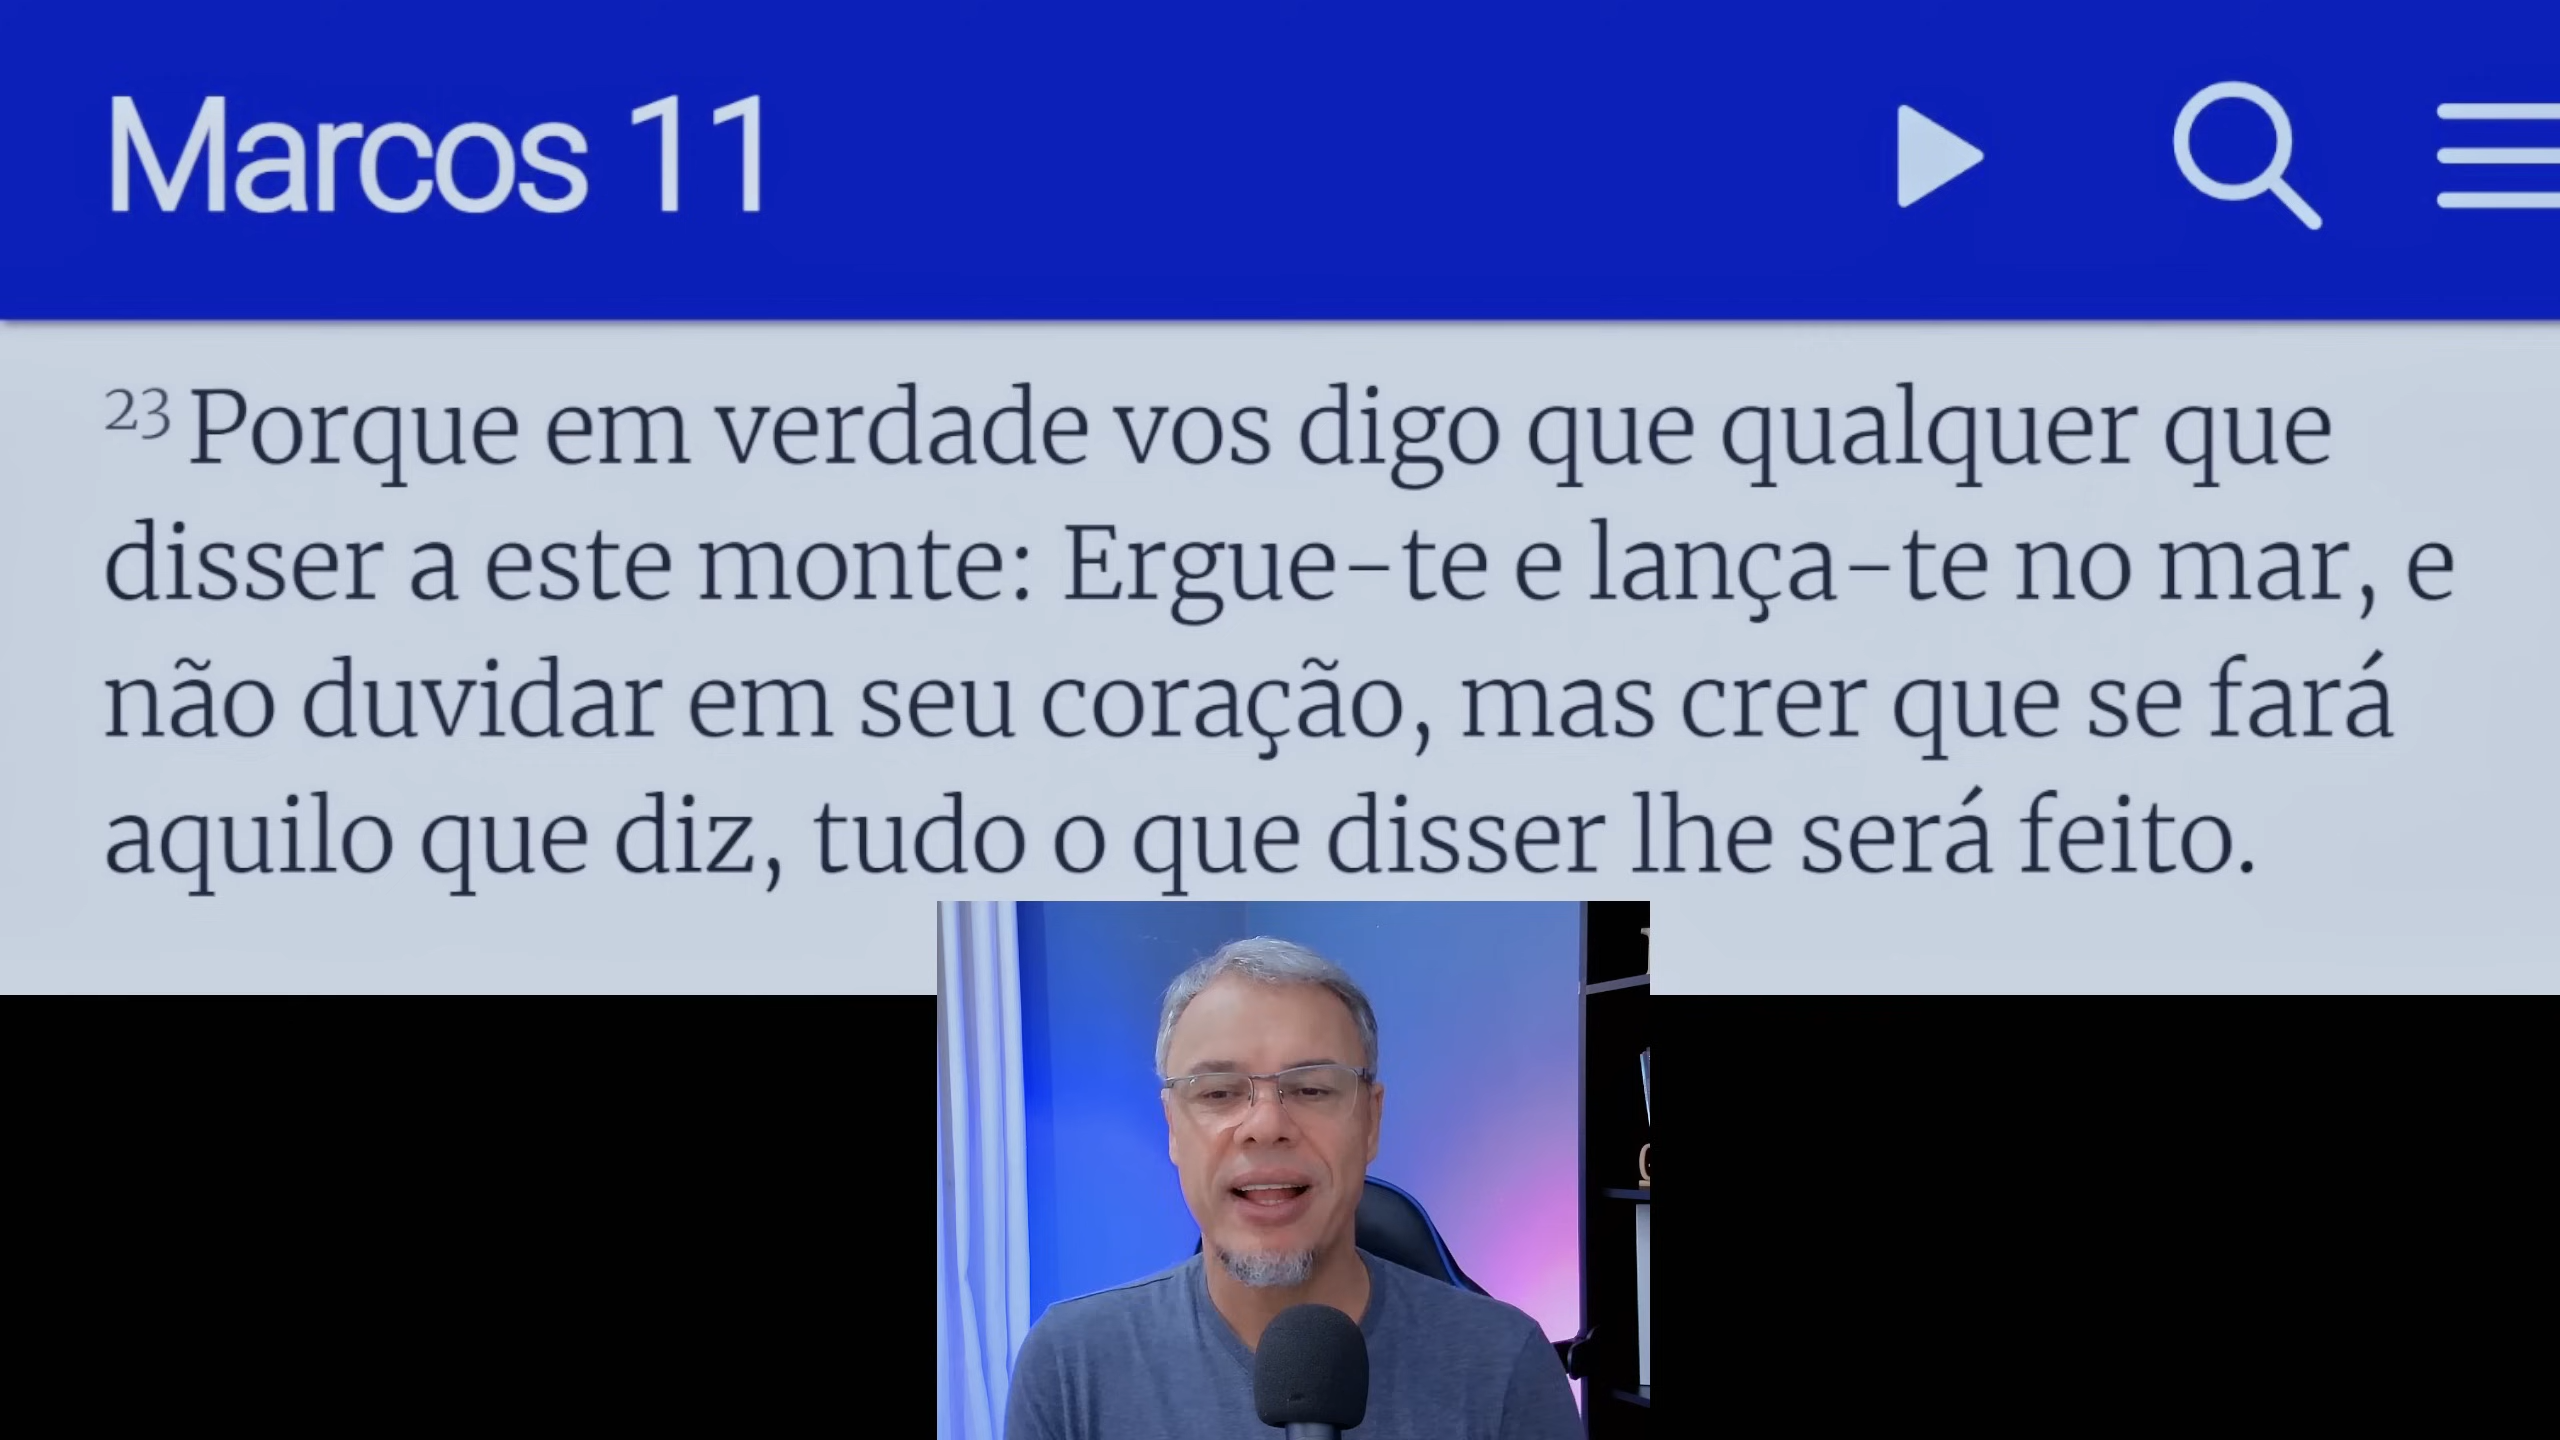 Marcos 11
23 Porque em verdade vos digo que qualquer que
disser a este monte: Ergue-te e lança-te no mar, e
não duvidar em seu coração, mas crer que se fará
aquilo que diz, tudo o que disser lhe será feito.